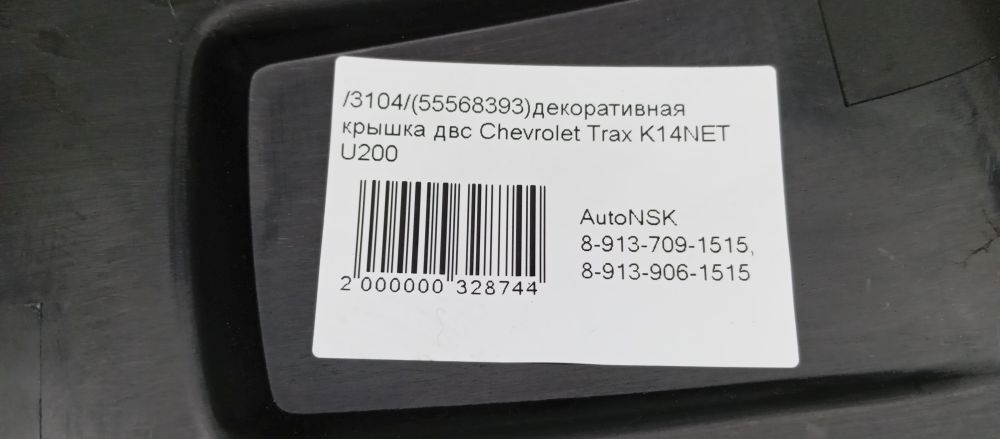 /3104/(55568393)декоративная
крышка двс Chevrolet Trax K14NET
U200
AutoNSK
8-913-709-1515,
8-913-906-1515
2 000000 328744